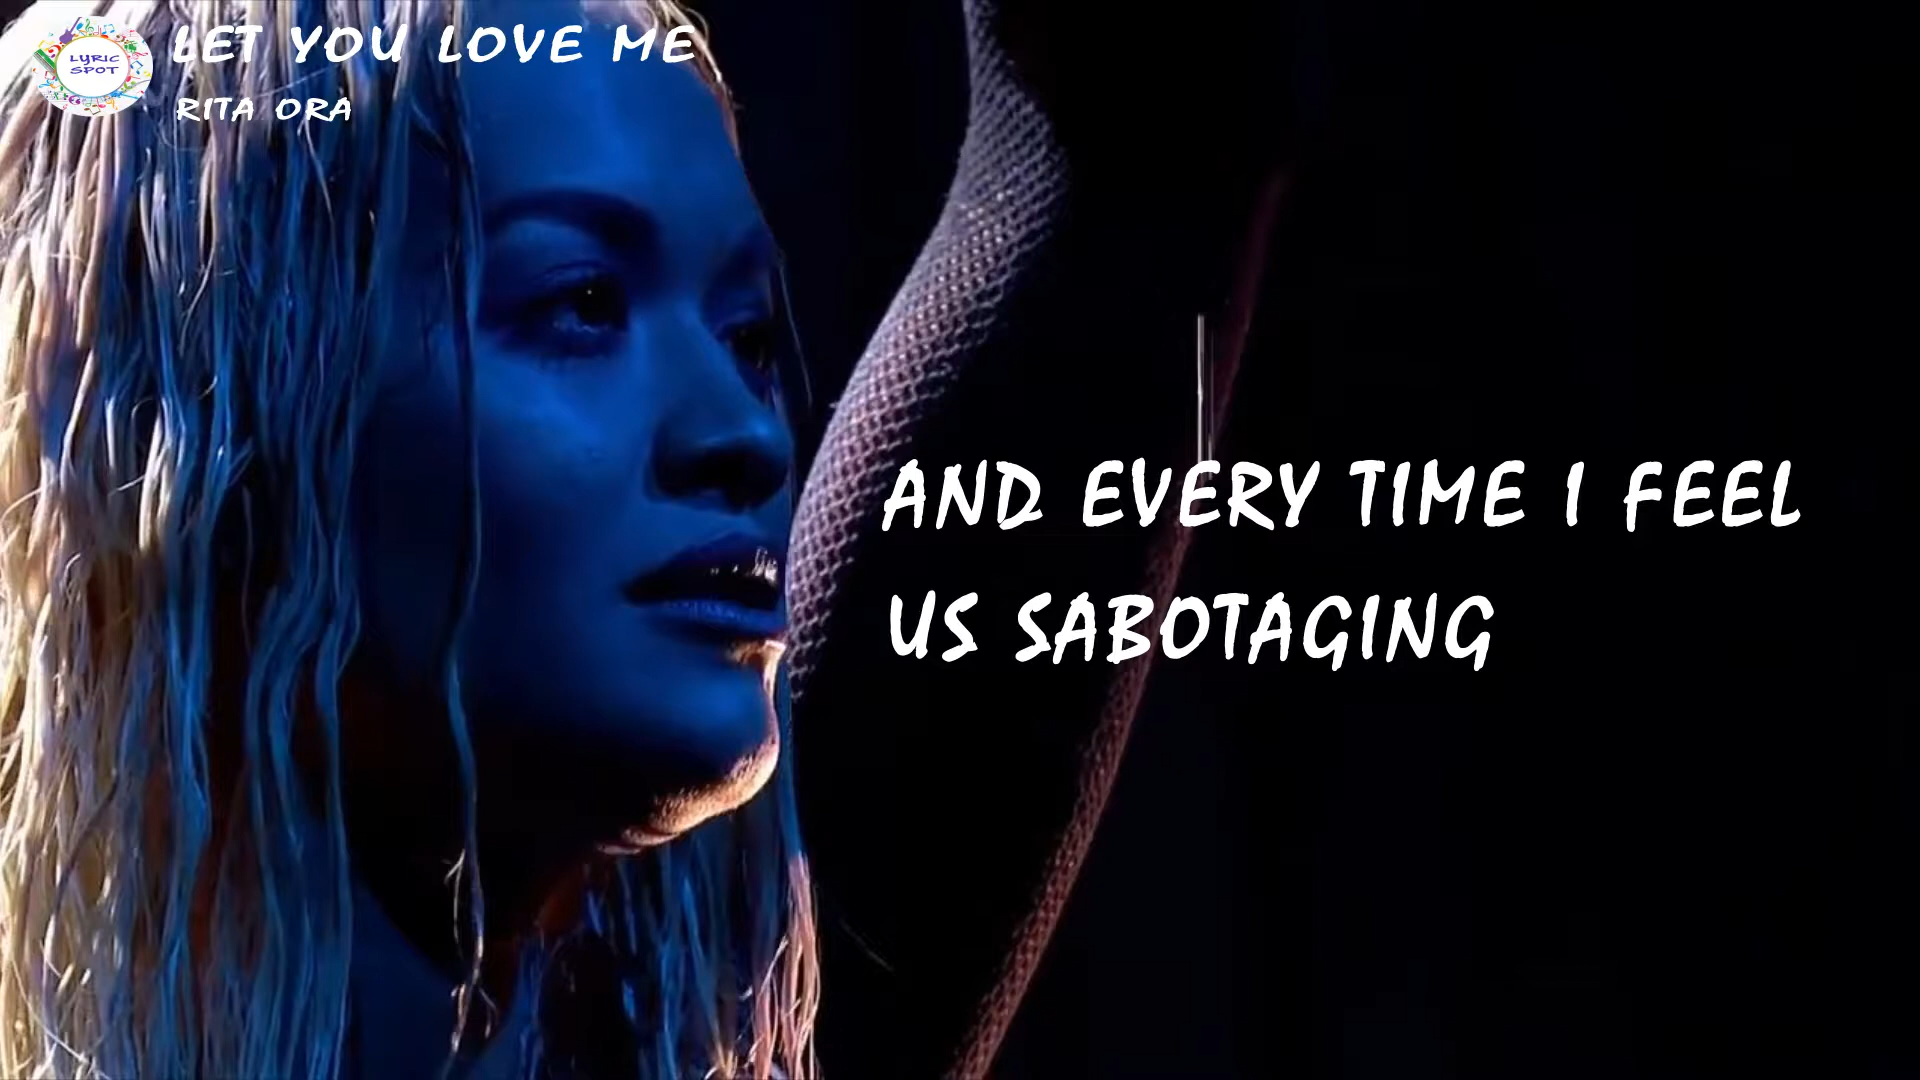 LYRIC
SPOT
LET YOU LOVE ME
RITA ORA
AND EVERY TIME I FEEL
US SABOTAGING